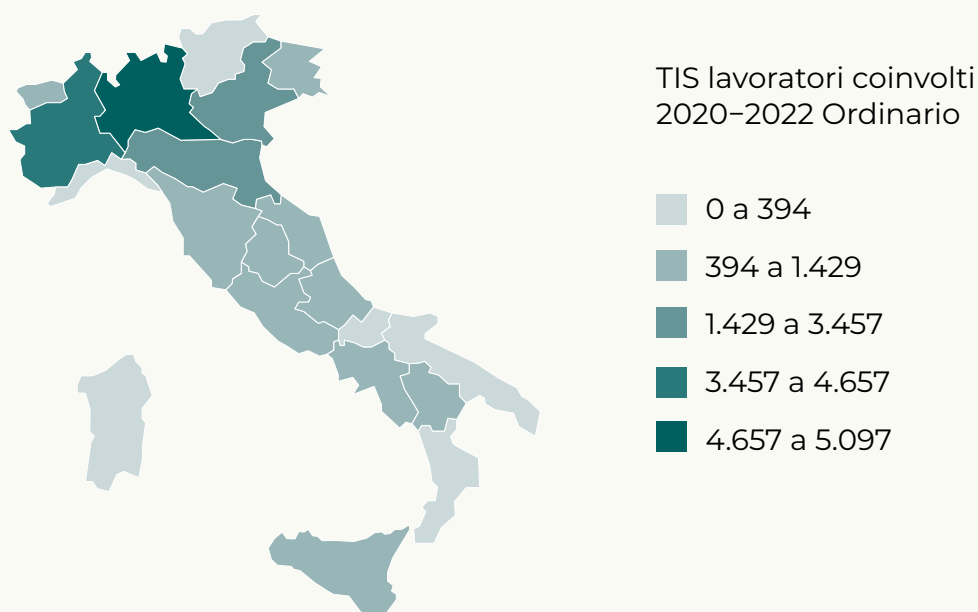 TIS lavoratori coinvolti
2020–2022 Ordinario
0 a 394
394 a 1.429
1.429 a 3.457
3.457 a 4.657
4.657 a 5.097